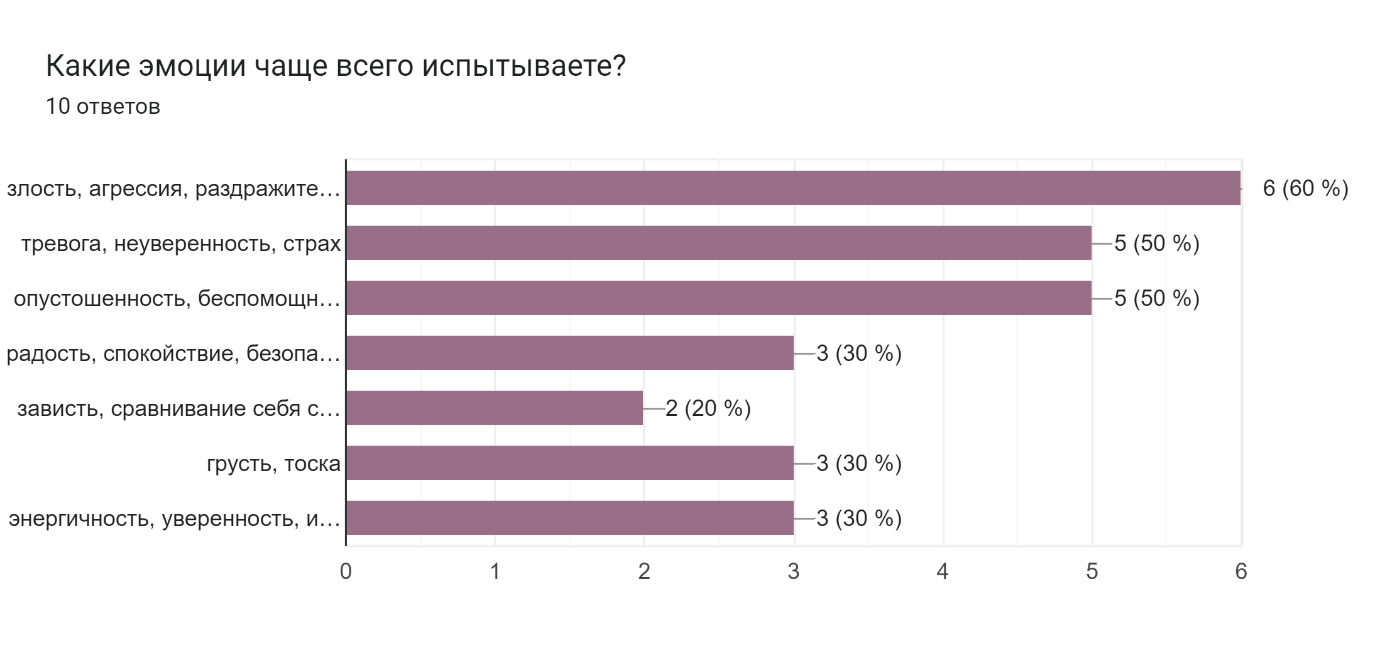 Какие эмоции чаще всего испытываете?
10 ответов
злость, агрессия, раздражите… 6 (60 %)
тревога, неуверенность, страх 5 (50 %)
опустошенность, беспомощн… 5 (50 %)
радость, спокойствие, безопа… 3 (30 %)
зависть, сравнивание себя с… 2 (20 %)
грусть, тоска 3 (30 %)
энергичность, уверенность, и… 3 (30 %)
0 1 2 3 4 5 6